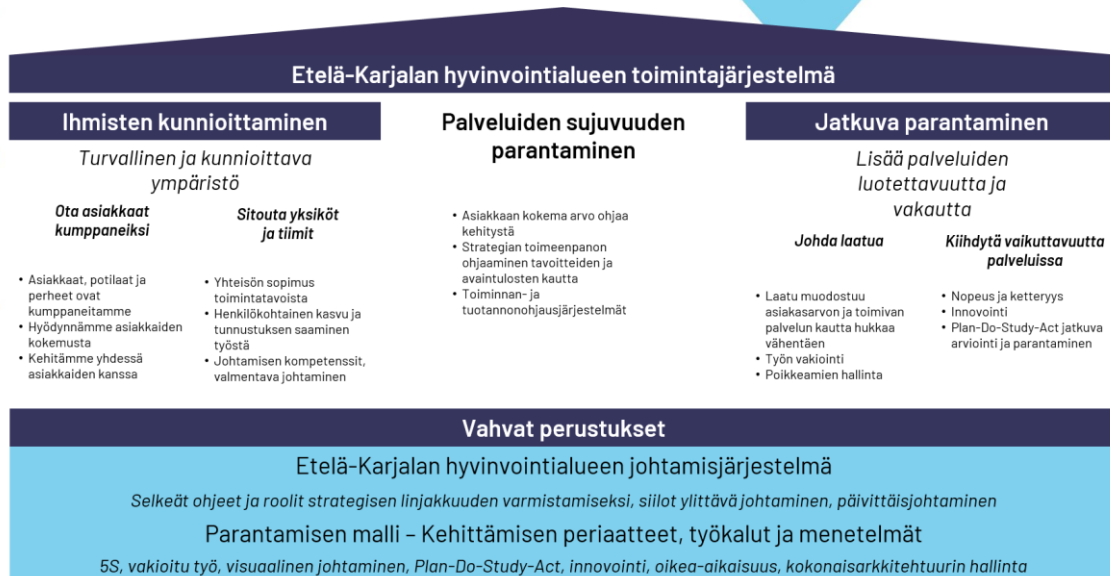 Etelä-Karjalan hyvinvointialueen toimintajärjestelmä
Ihmisten kunnioittaminen
Turvallinen ja kunnioittava
ympäristö
Ota asiakkaat
kumppaneiksi
• Asiakkaat, potilaat ja
perheet ovat
kumppaneitamme
• Hyödynnämme asiakkaiden
kokemusta
• Kehitämme yhdessä
asiakkaiden kanssa
Sitouta yksiköt
ja tiimit
• Yhteisön sopimus
toimintatavoista
• Henkilökohtainen kasvu ja
tunnustuksen saaminen
työstä
• Johtamisen kompetenssit,
valmentava johtaminen
Palveluiden sujuvuuden
parantaminen
• Asiakkaan kokema arvo ohjaa
kehitystä
• Strategian toimeenpanon
ohjaaminen tavoitteiden ja
avaintulosten kautta
• Toiminnan- ja
tuotannonohjausjärjestelmät
Jatkuva parantaminen
Lisää palveluiden
luotettavuutta ja
vakautta
Johda laatua
• Laatu muodostuu
asiakasarvon ja toimivan
palvelun kautta hukkaa
vähentäen
• Työn vakiointi
• Poikkeamien hallinta
Kiihdytä vaikuttavuutta
palveluissa
• Nopeus ja ketteryys
• Innovointi
• Plan-Do-Study-Act jatkuva
arviointi ja parantaminen
Vahvat perustukset
Etelä-Karjalan hyvinvointialueen johtamisjärjestelmä
Selkeät ohjeet ja roolit strategisen linjakkuuden varmistamiseksi, siilot ylittävä johtaminen, päivittäisjohtaminen
Parantamisen malli – Kehittämisen periaatteet, työkalut ja menetelmät
5S, vakioitu työ, visuaalinen johtaminen, Plan-Do-Study-Act, innovointi, oikea-aikaisuus, kokonaisarkkitehtuurin hallinta